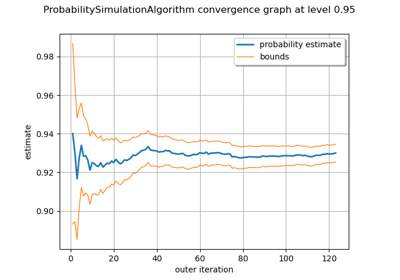 ProbabilitySimulationAlgorithm convergence graph at level 0.95
probability estimate
bounds
0.98
0.96
0.94
0.92
0.90
estimate
0 20 40 60 80 100 120
outer iteration